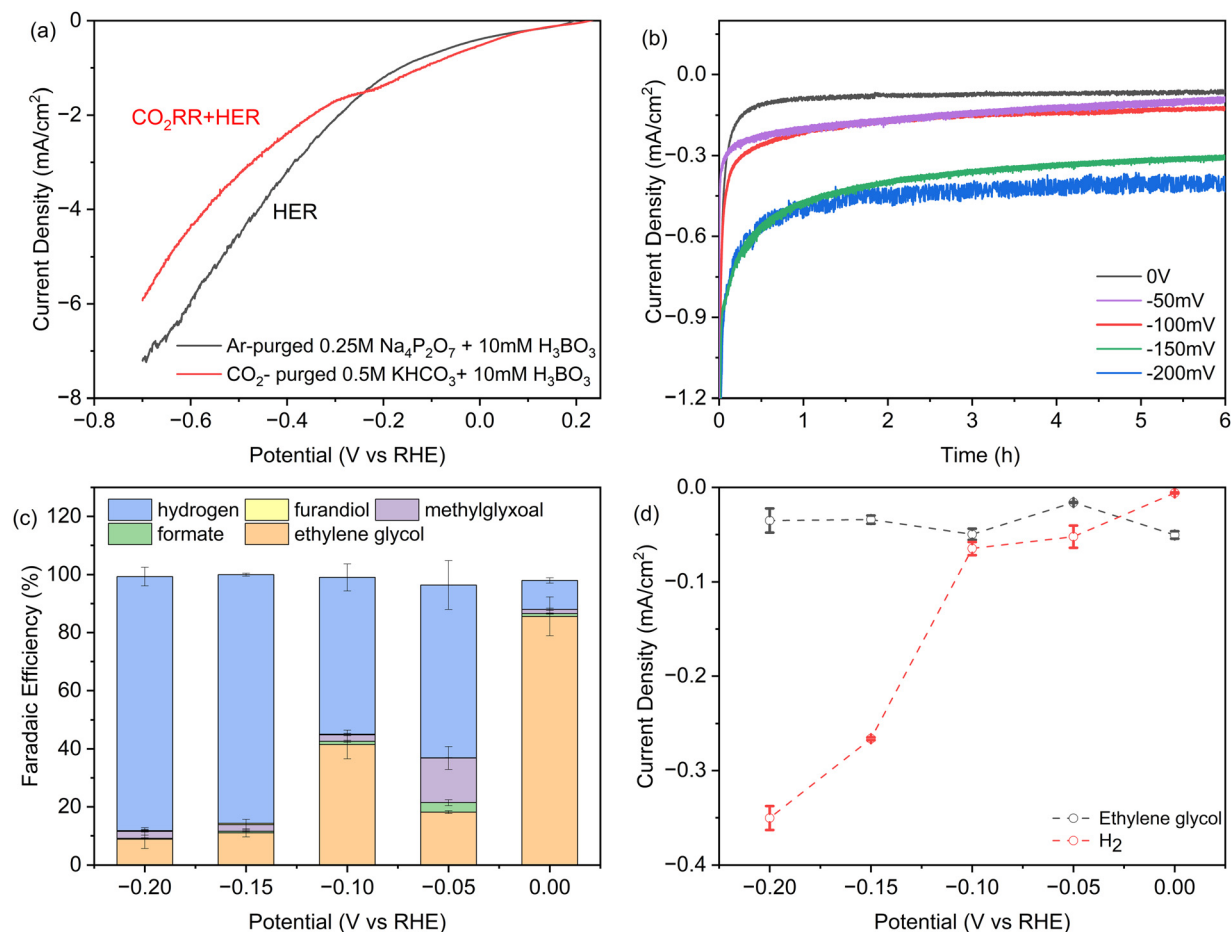 (a)
0
−2
−4
−6
−8
Current Density (mA/cm²)
CO₂RR+HER
HER
Ar-purged 0.25M Na₄P₂O₇ + 10mM H₃BO₃
CO₂- purged 0.5M KHCO₃+ 10mM H₃BO₃
−0.8 −0.6 −0.4 −0.2 0.0 0.2
Potential (V vs RHE)
(b)
0.0
−0.3
−0.6
−0.9
−1.2
Current Density (mA/cm²)
0V
-50mV
-100mV
-150mV
-200mV
0 1 2 3 4 5 6
Time (h)
(c)
120
100
80
60
40
20
0
Faradaic Efficiency (%)
hydrogen furandiol methylglyxoal
formate ethylene glycol
−0.20 −0.15 −0.10 −0.05 0.00
Potential (V vs RHE)
(d)
0.0
−0.1
−0.2
−0.3
−0.4
Current Density (mA/cm²)
Ethylene glycol
H₂
−0.20 −0.15 −0.10 −0.05 0.00
Potential (V vs RHE)